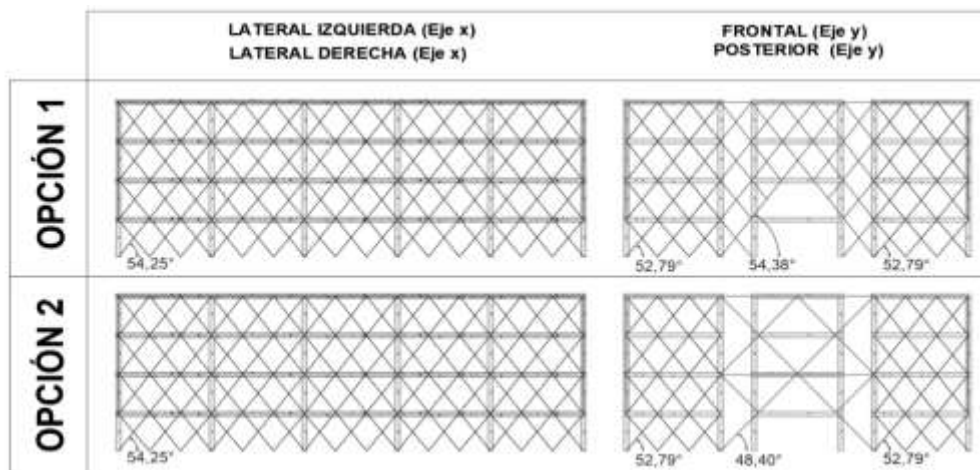 LATERAL IZQUIERDA (Eje x)
LATERAL DERECHA (Eje x)
FRONTAL (Eje y)
POSTERIOR (Eje y)
OPCIÓN 1
54,25°
52,79°
54,38°
52,79°
OPCIÓN 2
54,25°
52,79°
48,40°
52,79°